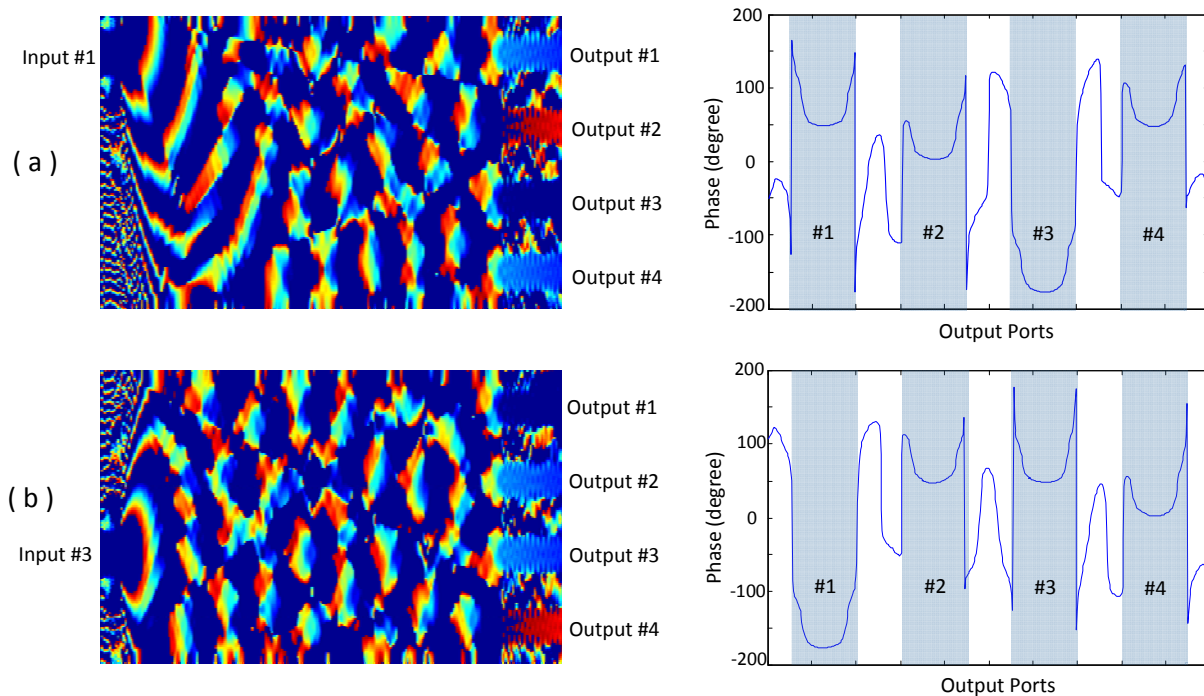 Input #1
( a )
Output #1
Output #2
Output #3
Output #4
Phase (degree)
200
100
0
-100
-200
#1
#2
#3
#4
Output Ports
( b )
Input #3
Output #1
Output #2
Output #3
Output #4
Phase (degree)
200
100
0
-100
-200
#1
#2
#3
#4
Output Ports